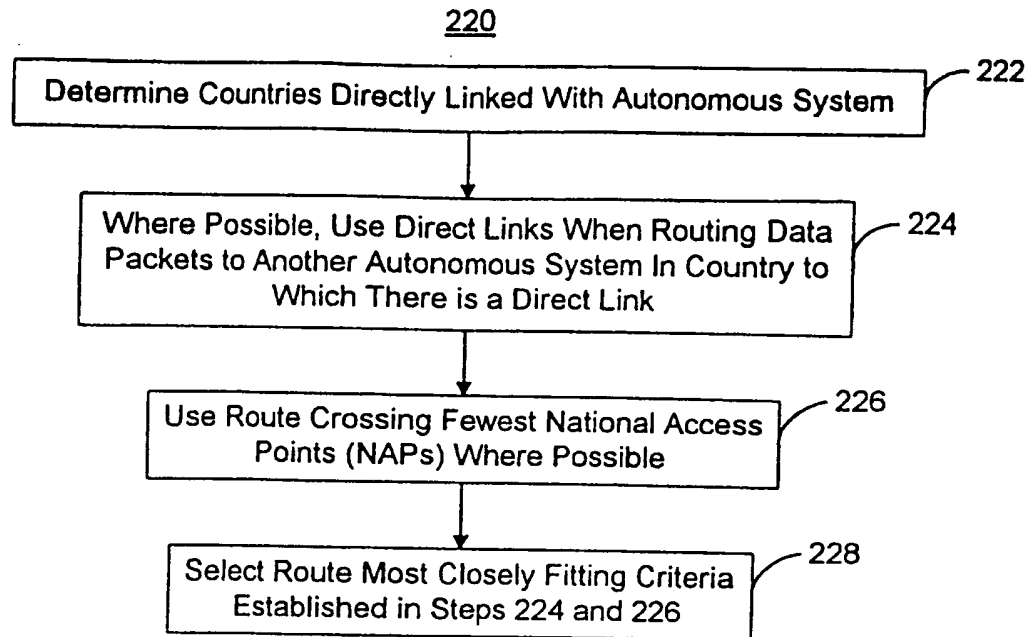 220
Determine Countries Directly Linked With Autonomous System
222
Where Possible, Use Direct Links When Routing Data
Packets to Another Autonomous System In Country to
Which There is a Direct Link
224
Use Route Crossing Fewest National Access
Points (NAPs) Where Possible
226
Select Route Most Closely Fitting Criteria
Established in Steps 224 and 226
228